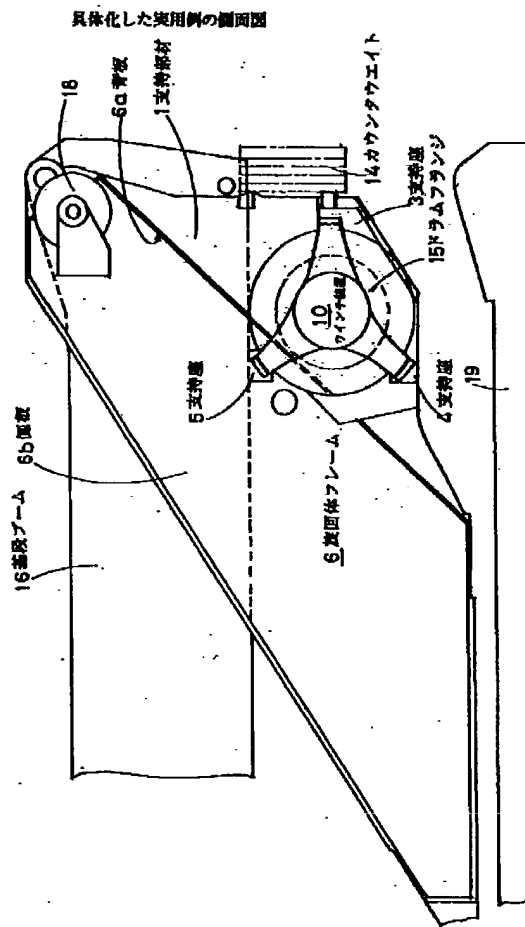 具体化した実用例の側面図
18
6a 背板
1 支持部材
14 カウンタウエイト
3 支持座
15 ドラムフランジ
10
ウインチ装置
5 支持座
4 支持座
19
6 旋回体フレーム
6b 側板
16 基段ブーム